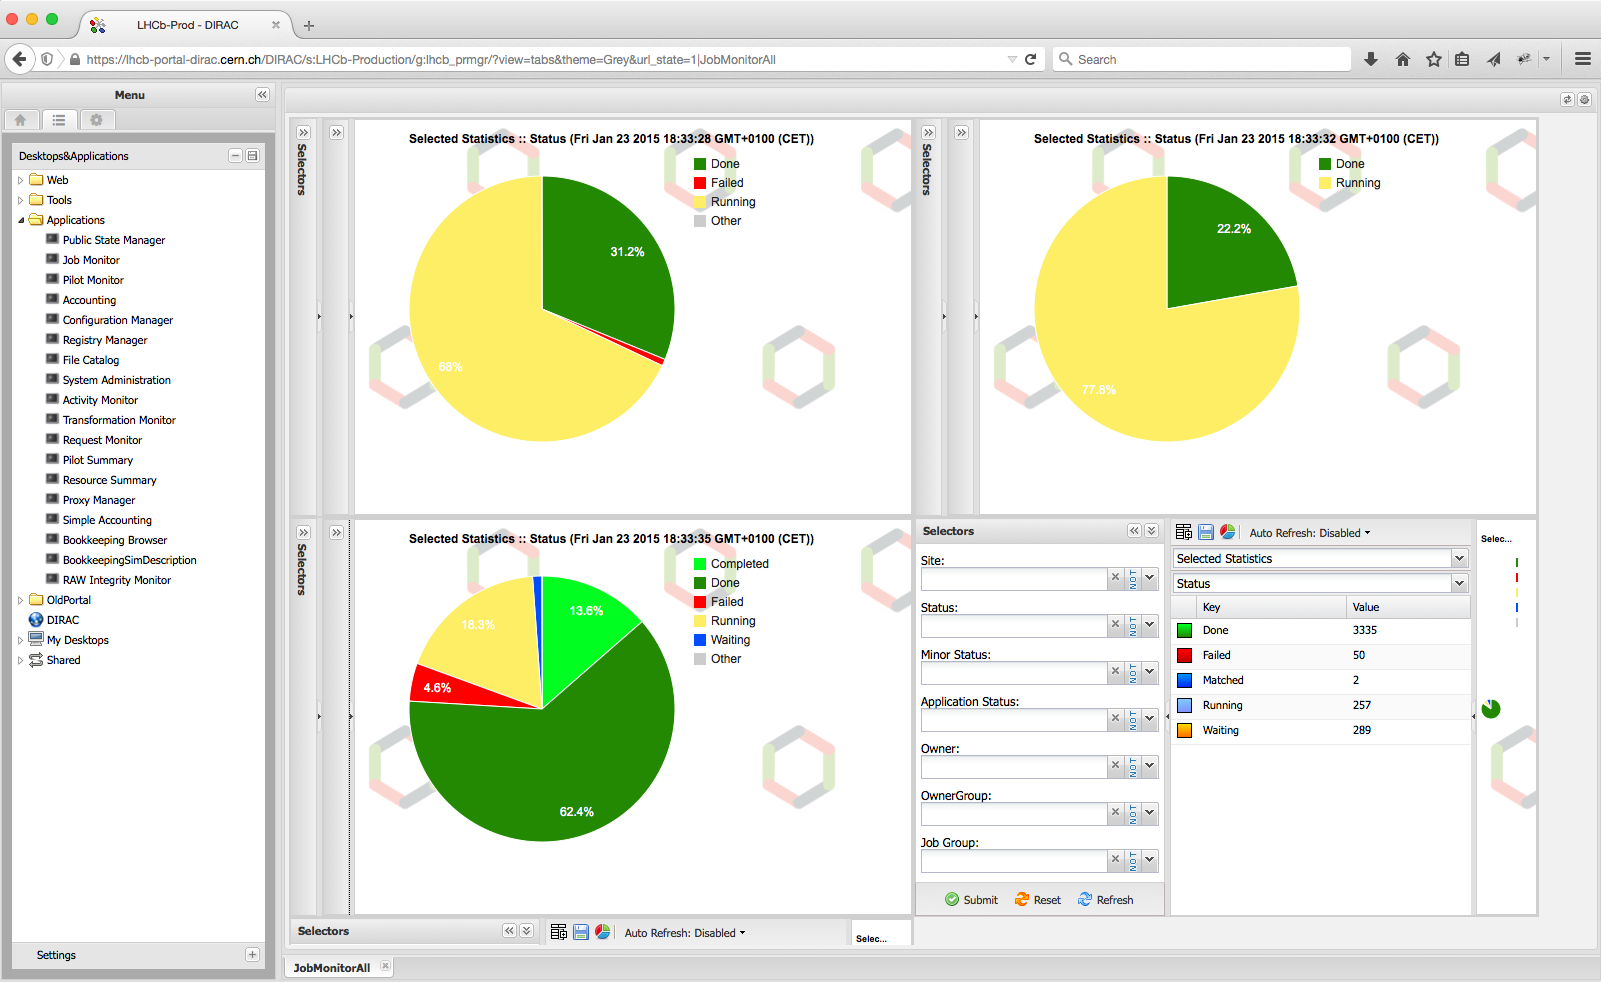 LHCb-Prod - DIRAC
https://lhcb-portal-dirac.cern.ch/DIRAC/s:LHCb-Production/g:lhcb_prmgr/?view=tabs&theme=Grey&url_state=1|JobMonitorAll
Search
Menu
Desktops&Applications
Web
Tools
Applications
Public State Manager
Job Monitor
Pilot Monitor
Accounting
Configuration Manager
Registry Manager
File Catalog
System Administration
Activity Monitor
Transformation Monitor
Request Monitor
Pilot Summary
Resource Summary
Proxy Manager
Simple Accounting
Bookkeeping Browser
BookkeepingSimDescription
RAW Integrity Monitor
OldPortal
DIRAC
My Desktops
Shared
Settings
Selectors
Selected Statistics :: Status (Fri Jan 23 2015 18:33:28 GMT+0100 (CET))
Done
Failed
Running
Other
31.2%
68%
Selectors
Selected Statistics :: Status (Fri Jan 23 2015 18:33:32 GMT+0100 (CET))
Done
Running
22.2%
77.8%
Selectors
Selected Statistics :: Status (Fri Jan 23 2015 18:33:35 GMT+0100 (CET))
Completed
Done
Failed
Running
Waiting
Other
13.6%
18.3%
4.6%
62.4%
Selectors
Site:
NOT
Status:
NOT
Minor Status:
NOT
Application Status:
NOT
Owner:
NOT
OwnerGroup:
NOT
Job Group:
NOT
Submit Reset Refresh
Auto Refresh: Disabled
Selected Statistics
Status
Key Value
Done 3335
Failed 50
Matched 2
Running 257
Waiting 289
Selec...
Selectors
Auto Refresh: Disabled
Selec...
JobMonitorAll